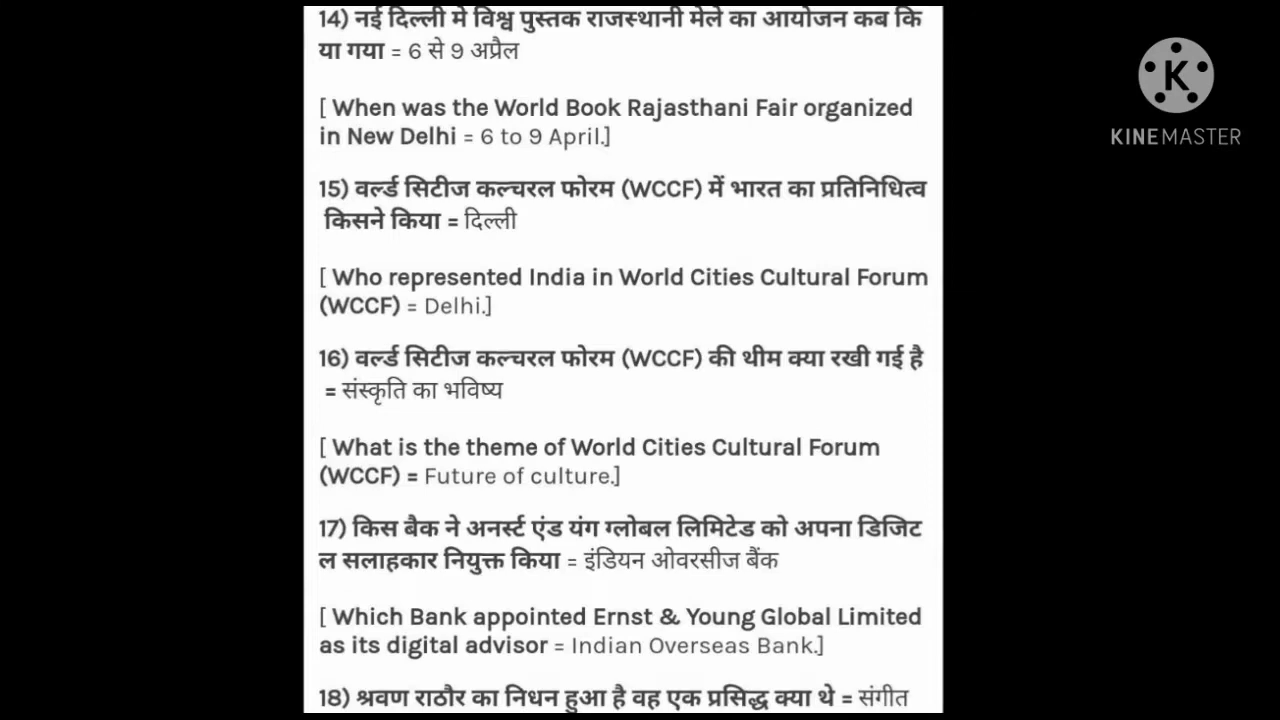 14) नई दिल्ली मे विश्व पुस्तक राजस्थानी मेले का आयोजन कब कि
या गया = 6 से 9 अप्रैल
[ When was the World Book Rajasthani Fair organized
in New Delhi = 6 to 9 April.]
15) वर्ल्ड सिटीज कल्चरल फोरम (WCCF) में भारत का प्रतिनिधित्व
किसने किया = दिल्ली
[ Who represented India in World Cities Cultural Forum
(WCCF) = Delhi.]
16) वर्ल्ड सिटीज कल्चरल फोरम (WCCF) की थीम क्या रखी गई है
= संस्कृति का भविष्य
[ What is the theme of World Cities Cultural Forum
(WCCF) = Future of culture.]
17) किस बैक ने अनर्स्ट एंड यंग ग्लोबल लिमिटेड को अपना डिजिट
ल सलाहकार नियुक्त किया = इंडियन ओवरसीज बैंक
[ Which Bank appointed Ernst & Young Global Limited
as its digital advisor = Indian Overseas Bank.]
18) श्रवण राठौर का निधन हुआ है वह एक प्रसिद्ध क्या थे = संगीत
K
KINEMASTER